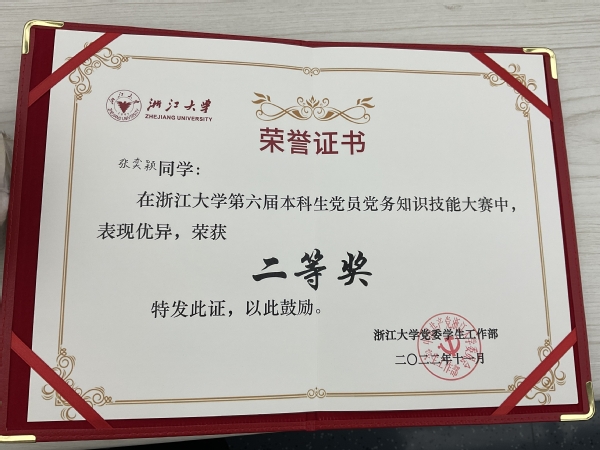 浙江大学
ZHEJIANG UNIVERSITY
荣誉证书
张奕颖同学：
在浙江大学第六届本科生党员党务知识技能大赛中，
表现优异，荣获
二等奖
特发此证，以此鼓励。
浙江大学党委学生工作部
二〇二二年十一月